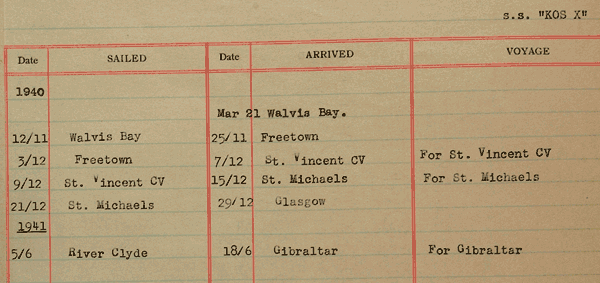 s.s. "KOS X"
Date SAILED Date ARRIVED VOYAGE
1940
Mar 21 Walvis Bay.
12/11 Walvis Bay 25/11 Freetown
3/12 Freetown 7/12 St. Vincent CV For St. Vincent CV
9/12 St. Vincent CV 15/12 St. Michaels For St. Michaels
21/12 St. Michaels 29/12 Glasgow
1941
5/6 River Clyde 18/6 Gibraltar For Gibraltar